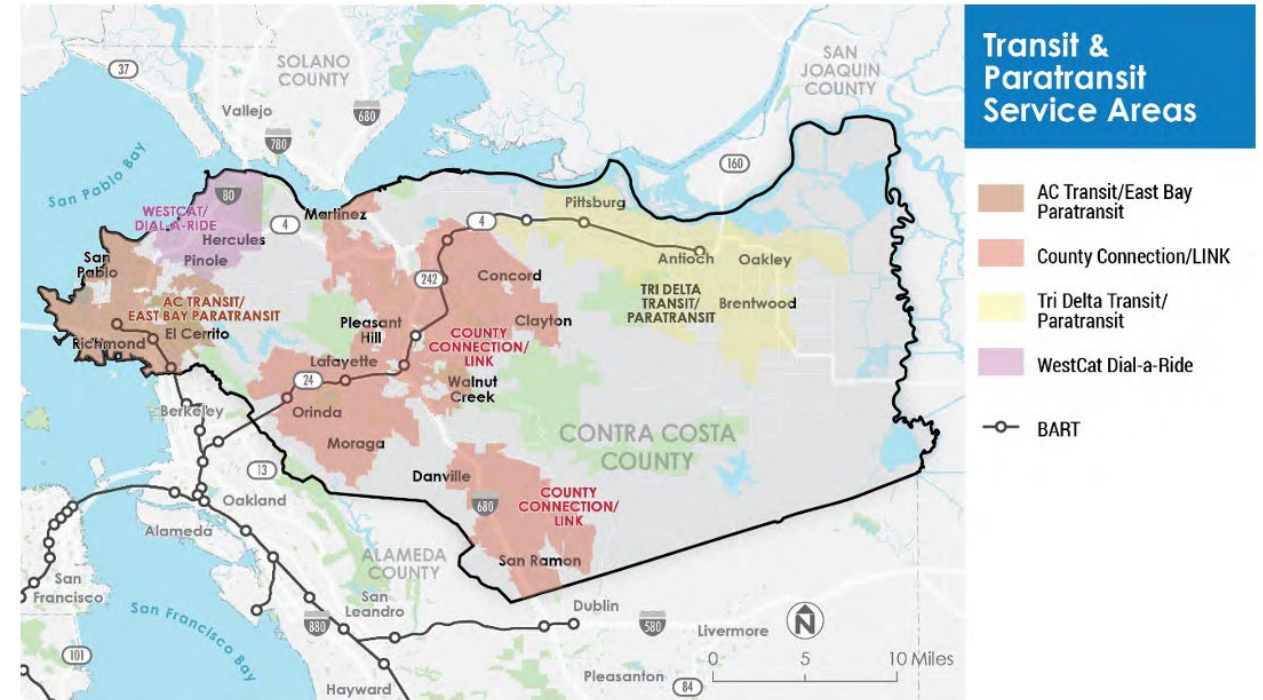 Transit &
Paratransit
Service Areas
AC Transit/East Bay
Paratransit
County Connection/LINK
Tri Delta Transit/
Paratransit
WestCat Dial-a-Ride
BART
37
SOLANO
COUNTY
SAN
JOAQUIN
COUNTY
Vallejo
680
780
160
San Pablo Bay
80
WESTCAT/
DIAL-A-RIDE
Hercules
Pinole
4
Martinez
4
Pittsburg
San
Pablo
Antioch
Oakley
242
Concord
TRI DELTA
TRANSIT/
PARATRANSIT
Brentwood
AC TRANSIT/
EAST BAY PARATRANSIT
El Cerrito
Richmond
Pleasant
Hill
Clayton
COUNTY
CONNECTION/
LINK
Lafayette
24
Walnut
Creek
Berkeley
Orinda
Moraga
CONTRA COSTA
COUNTY
13
Danville
Oakland
680
COUNTY
CONNECTION/
LINK
Alameda
ALAMEDA
COUNTY
San Ramon
San
Francisco
San
Leandro
Dublin
San Francisco Bay
880
580
Livermore
N
101
0 5 10 Miles
Pleasanton
84
Hayward